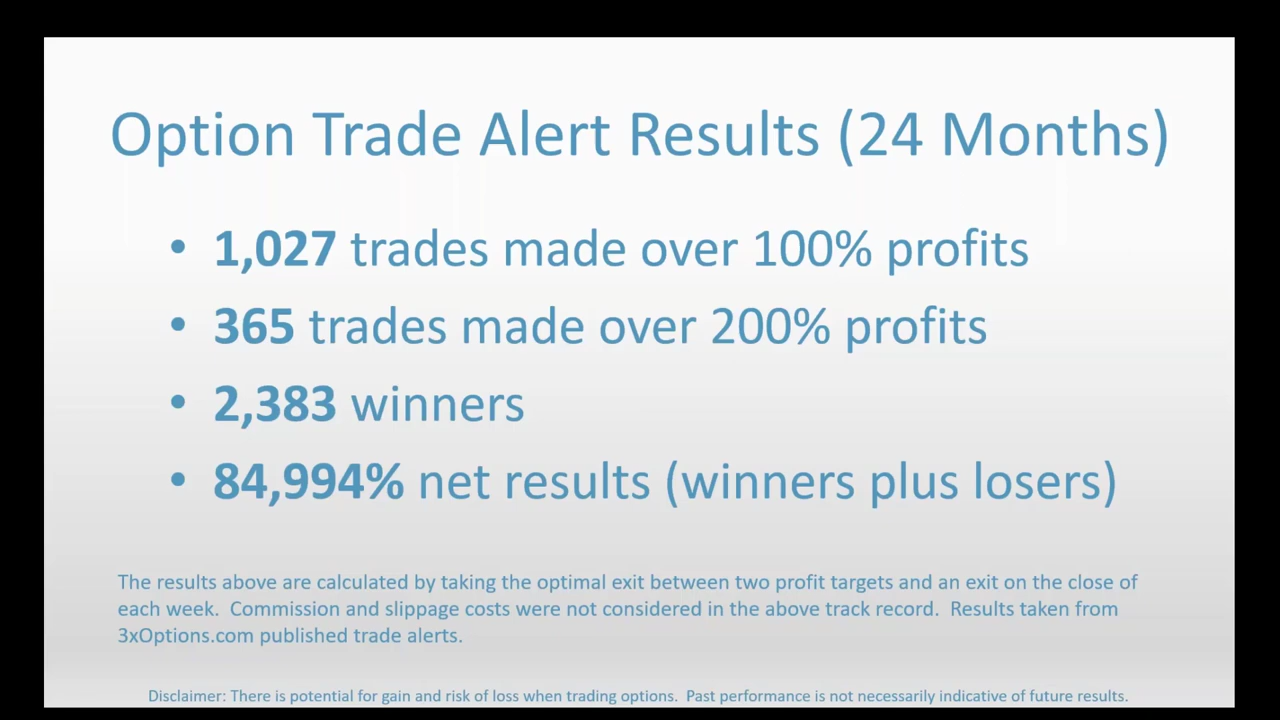 Option Trade Alert Results (24 Months)
• 1,027 trades made over 100% profits
• 365 trades made over 200% profits
• 2,383 winners
• 84,994% net results (winners plus losers)
The results above are calculated by taking the optimal exit between two profit targets and an exit on the close of
each week.  Commission and slippage costs were not considered in the above track record.  Results taken from
3xOptions.com published trade alerts.
Disclaimer: There is potential for gain and risk of loss when trading options.  Past performance is not necessarily indicative of future results.